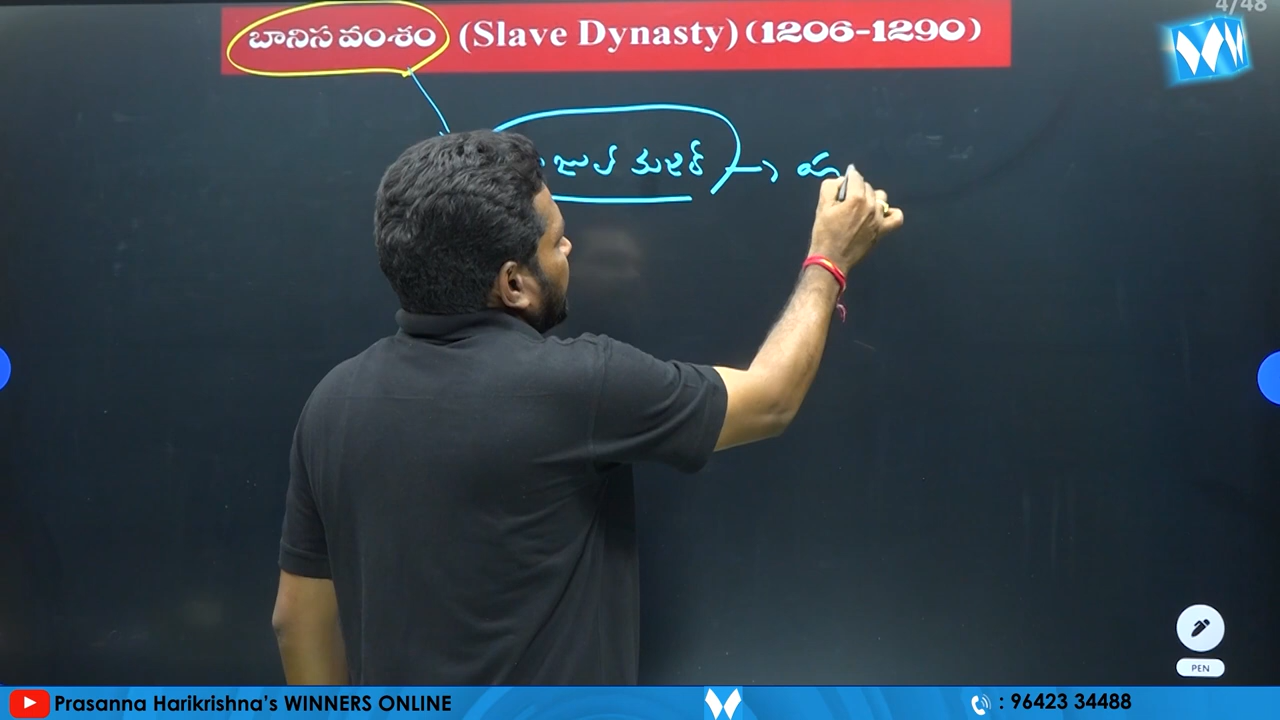 4/48
బానిస వంశం (Slave Dynasty) (1206-1290)
PEN
Prasanna Harikrishna's WINNERS ONLINE
: 96423 34488